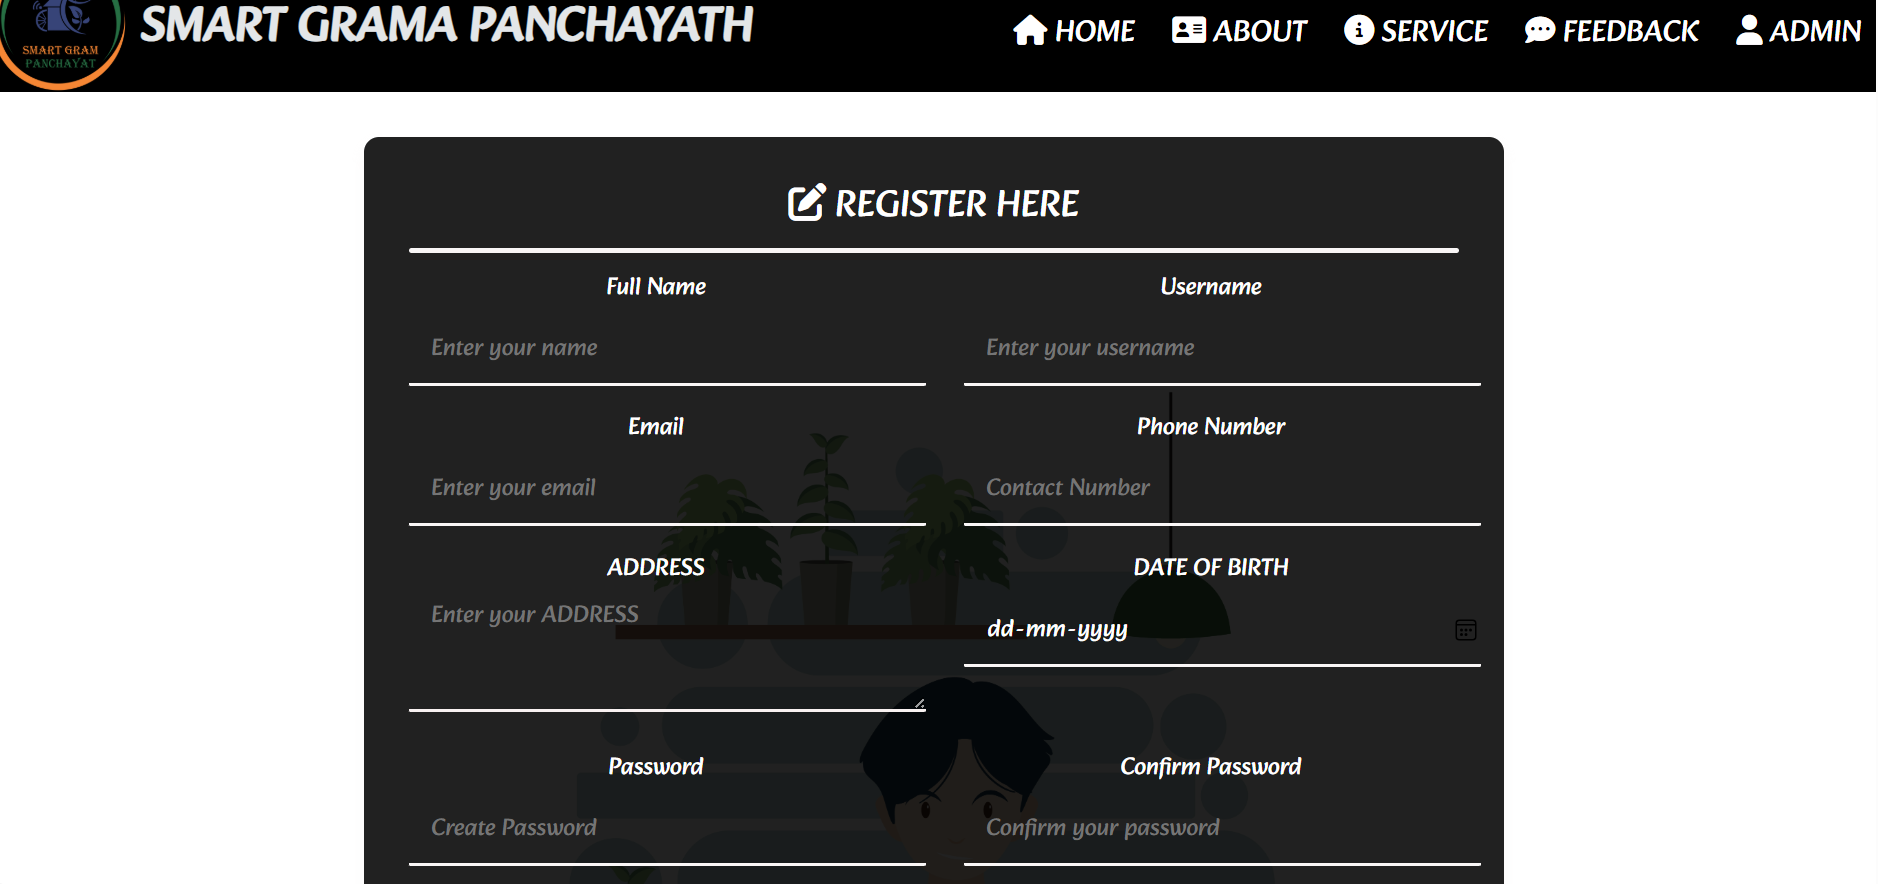 SMART GRAM
PANCHAYAT
SMART GRAMA PANCHAYATH
HOME ABOUT SERVICE FEEDBACK ADMIN
REGISTER HERE
Full Name Username
Enter your name Enter your username
Email Phone Number
Enter your email Contact Number
ADDRESS DATE OF BIRTH
Enter your ADDRESS
dd-mm-yyyy
Password Confirm Password
Create Password Confirm your password